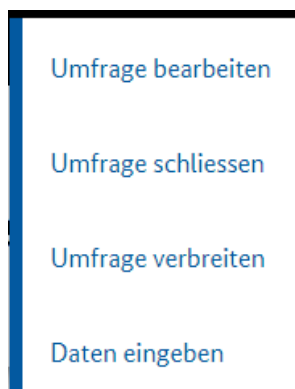 Umfrage bearbeiten
Umfrage schliessen
Umfrage verbreiten
Daten eingeben